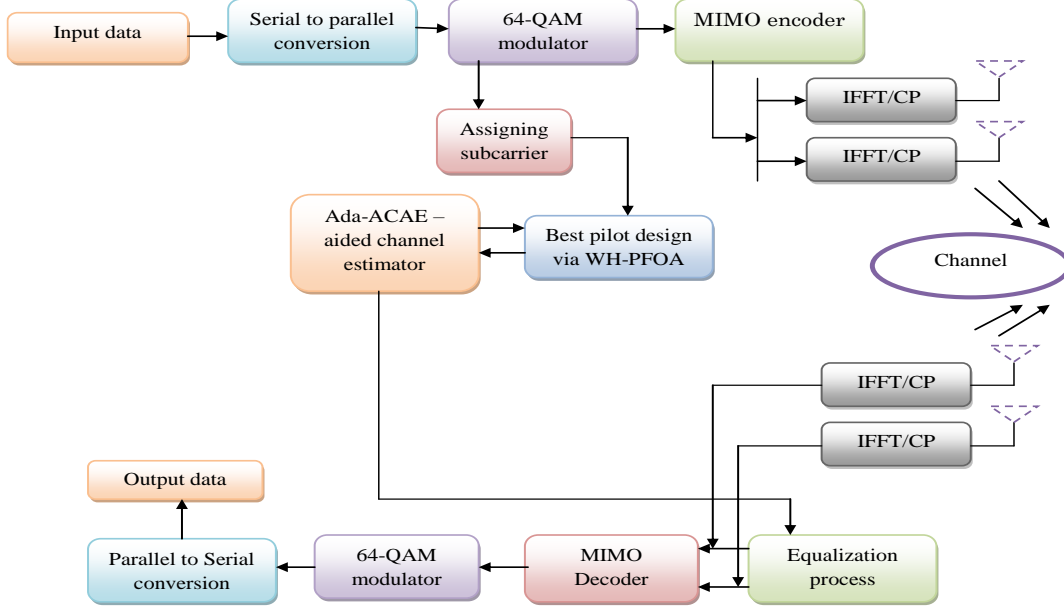 Input data
Serial to parallel
conversion
64-QAM
modulator
MIMO encoder
IFFT/CP
IFFT/CP
Assigning
subcarrier
Ada-ACAE –
aided channel
estimator
Best pilot design
via WH-PFOA
Channel
IFFT/CP
IFFT/CP
Output data
Parallel to Serial
conversion
64-QAM
modulator
MIMO
Decoder
Equalization
process